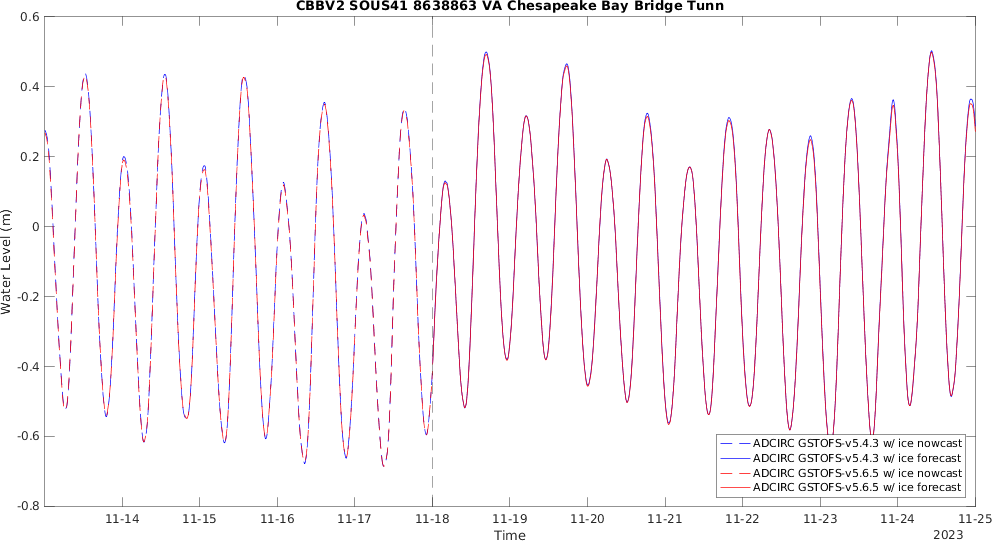 CBBV2 SOUS41 8638863 VA Chesapeake Bay Bridge Tunn
0.6
0.4
0.2
0
-0.2
-0.4
-0.6
-0.8
Water Level (m)
ADCIRC GSTOFS-v5.4.3 w/ ice nowcast
ADCIRC GSTOFS-v5.4.3 w/ ice forecast
ADCIRC GSTOFS-v5.6.5 w/ ice nowcast
ADCIRC GSTOFS-v5.6.5 w/ ice forecast
11-14 11-15 11-16 11-17 11-18 11-19 11-20 11-21 11-22 11-23 11-24 11-25
Time
2023